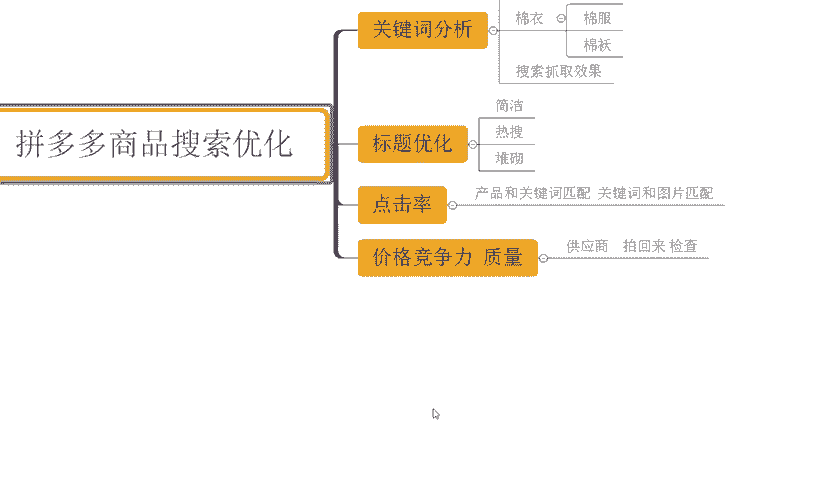 关键词分析
棉衣
棉服
棉袄
搜索抓取效果
拼多多商品搜索优化
标题优化
简洁
热搜
堆砌
点击率
产品和关键词匹配 关键词和图片匹配
价格竞争力 质量
供应商 拍回来 检查